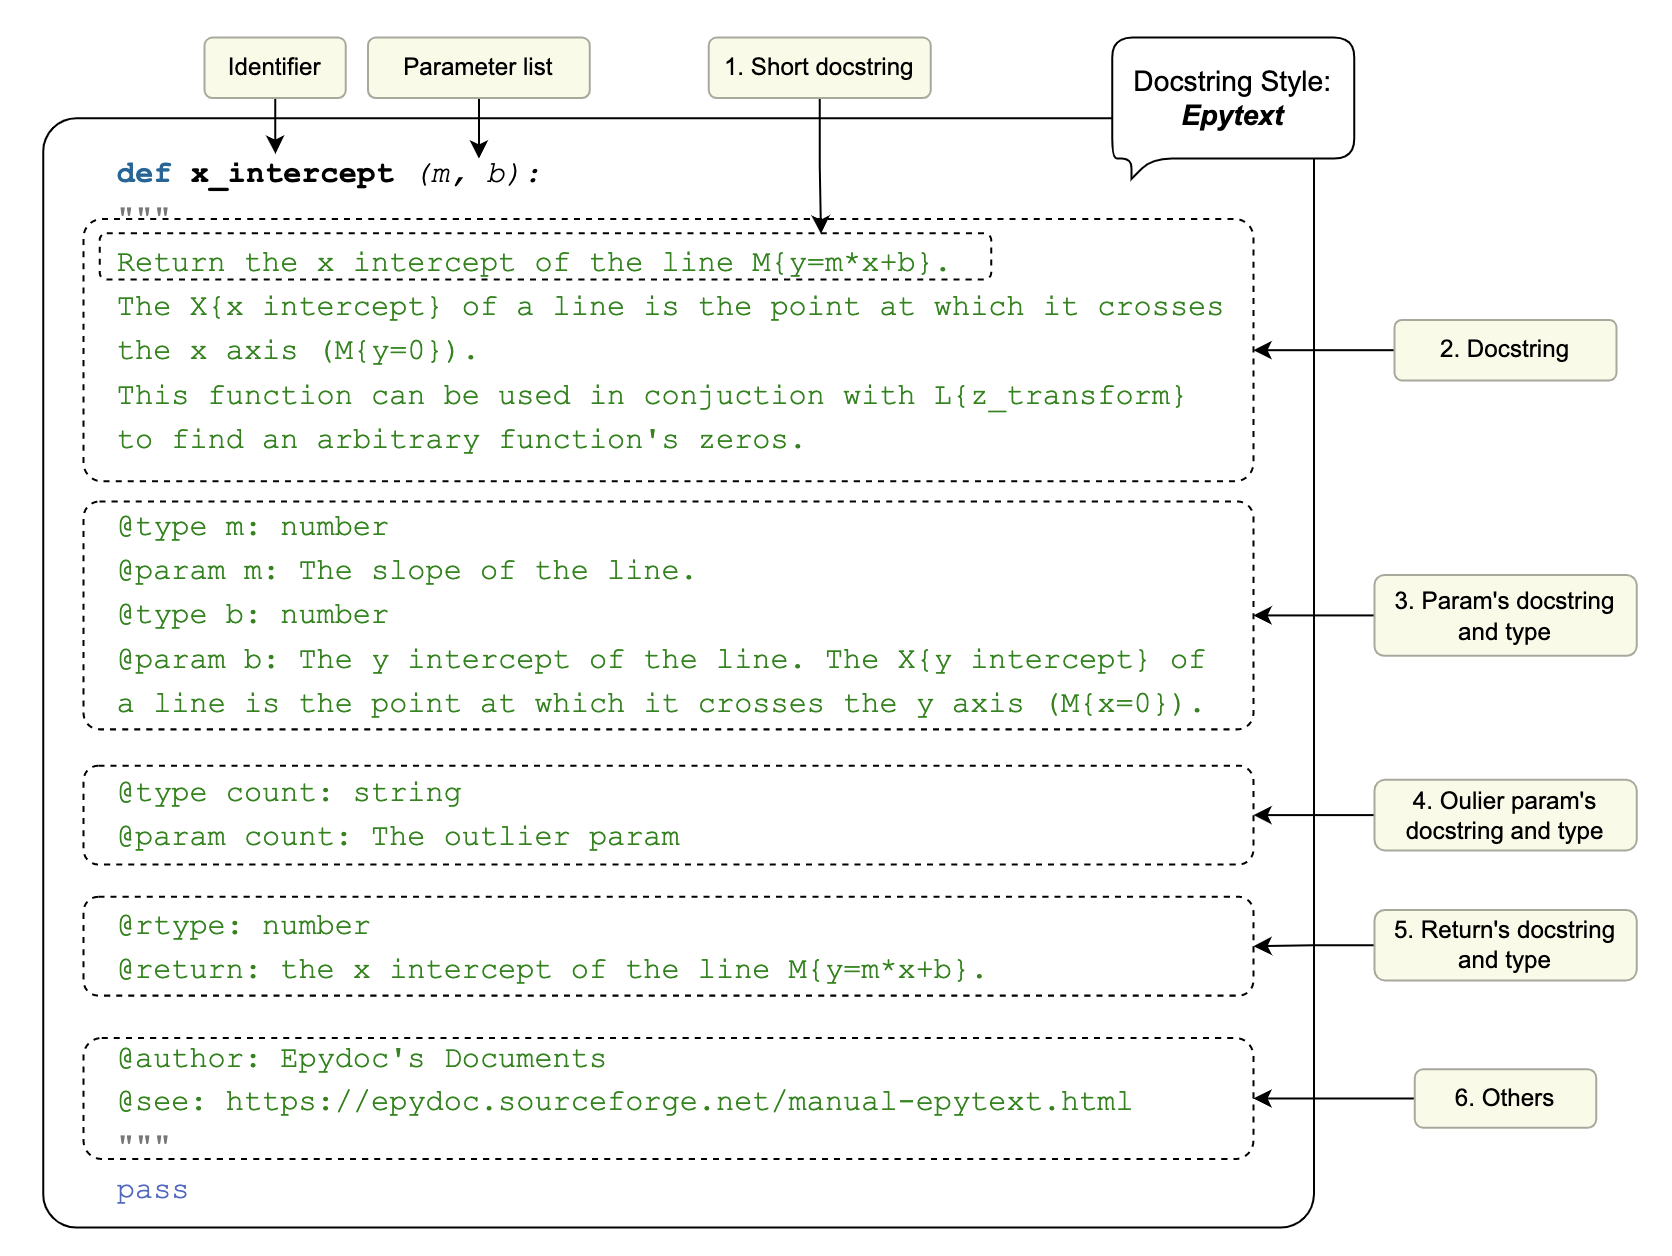 Identifier
Parameter list
1. Short docstring
Docstring Style:
Epytext
def x_intercept (m, b):
"""
Return the x intercept of the line M{y=m*x+b}.
The X{x intercept} of a line is the point at which it crosses
the x axis (M{y=0}).
This function can be used in conjuction with L{z_transform}
to find an arbitrary function's zeros.
2. Docstring
@type m: number
@param m: The slope of the line.
@type b: number
@param b: The y intercept of the line. The X{y intercept} of
a line is the point at which it crosses the y axis (M{x=0}).
3. Param's docstring
and type
@type count: string
@param count: The outlier param
4. Oulier param's
docstring and type
@rtype: number
@return: the x intercept of the line M{y=m*x+b}.
5. Return's docstring
and type
@author: Epydoc's Documents
@see: https://epydoc.sourceforge.net/manual-epytext.html
"""
6. Others
pass